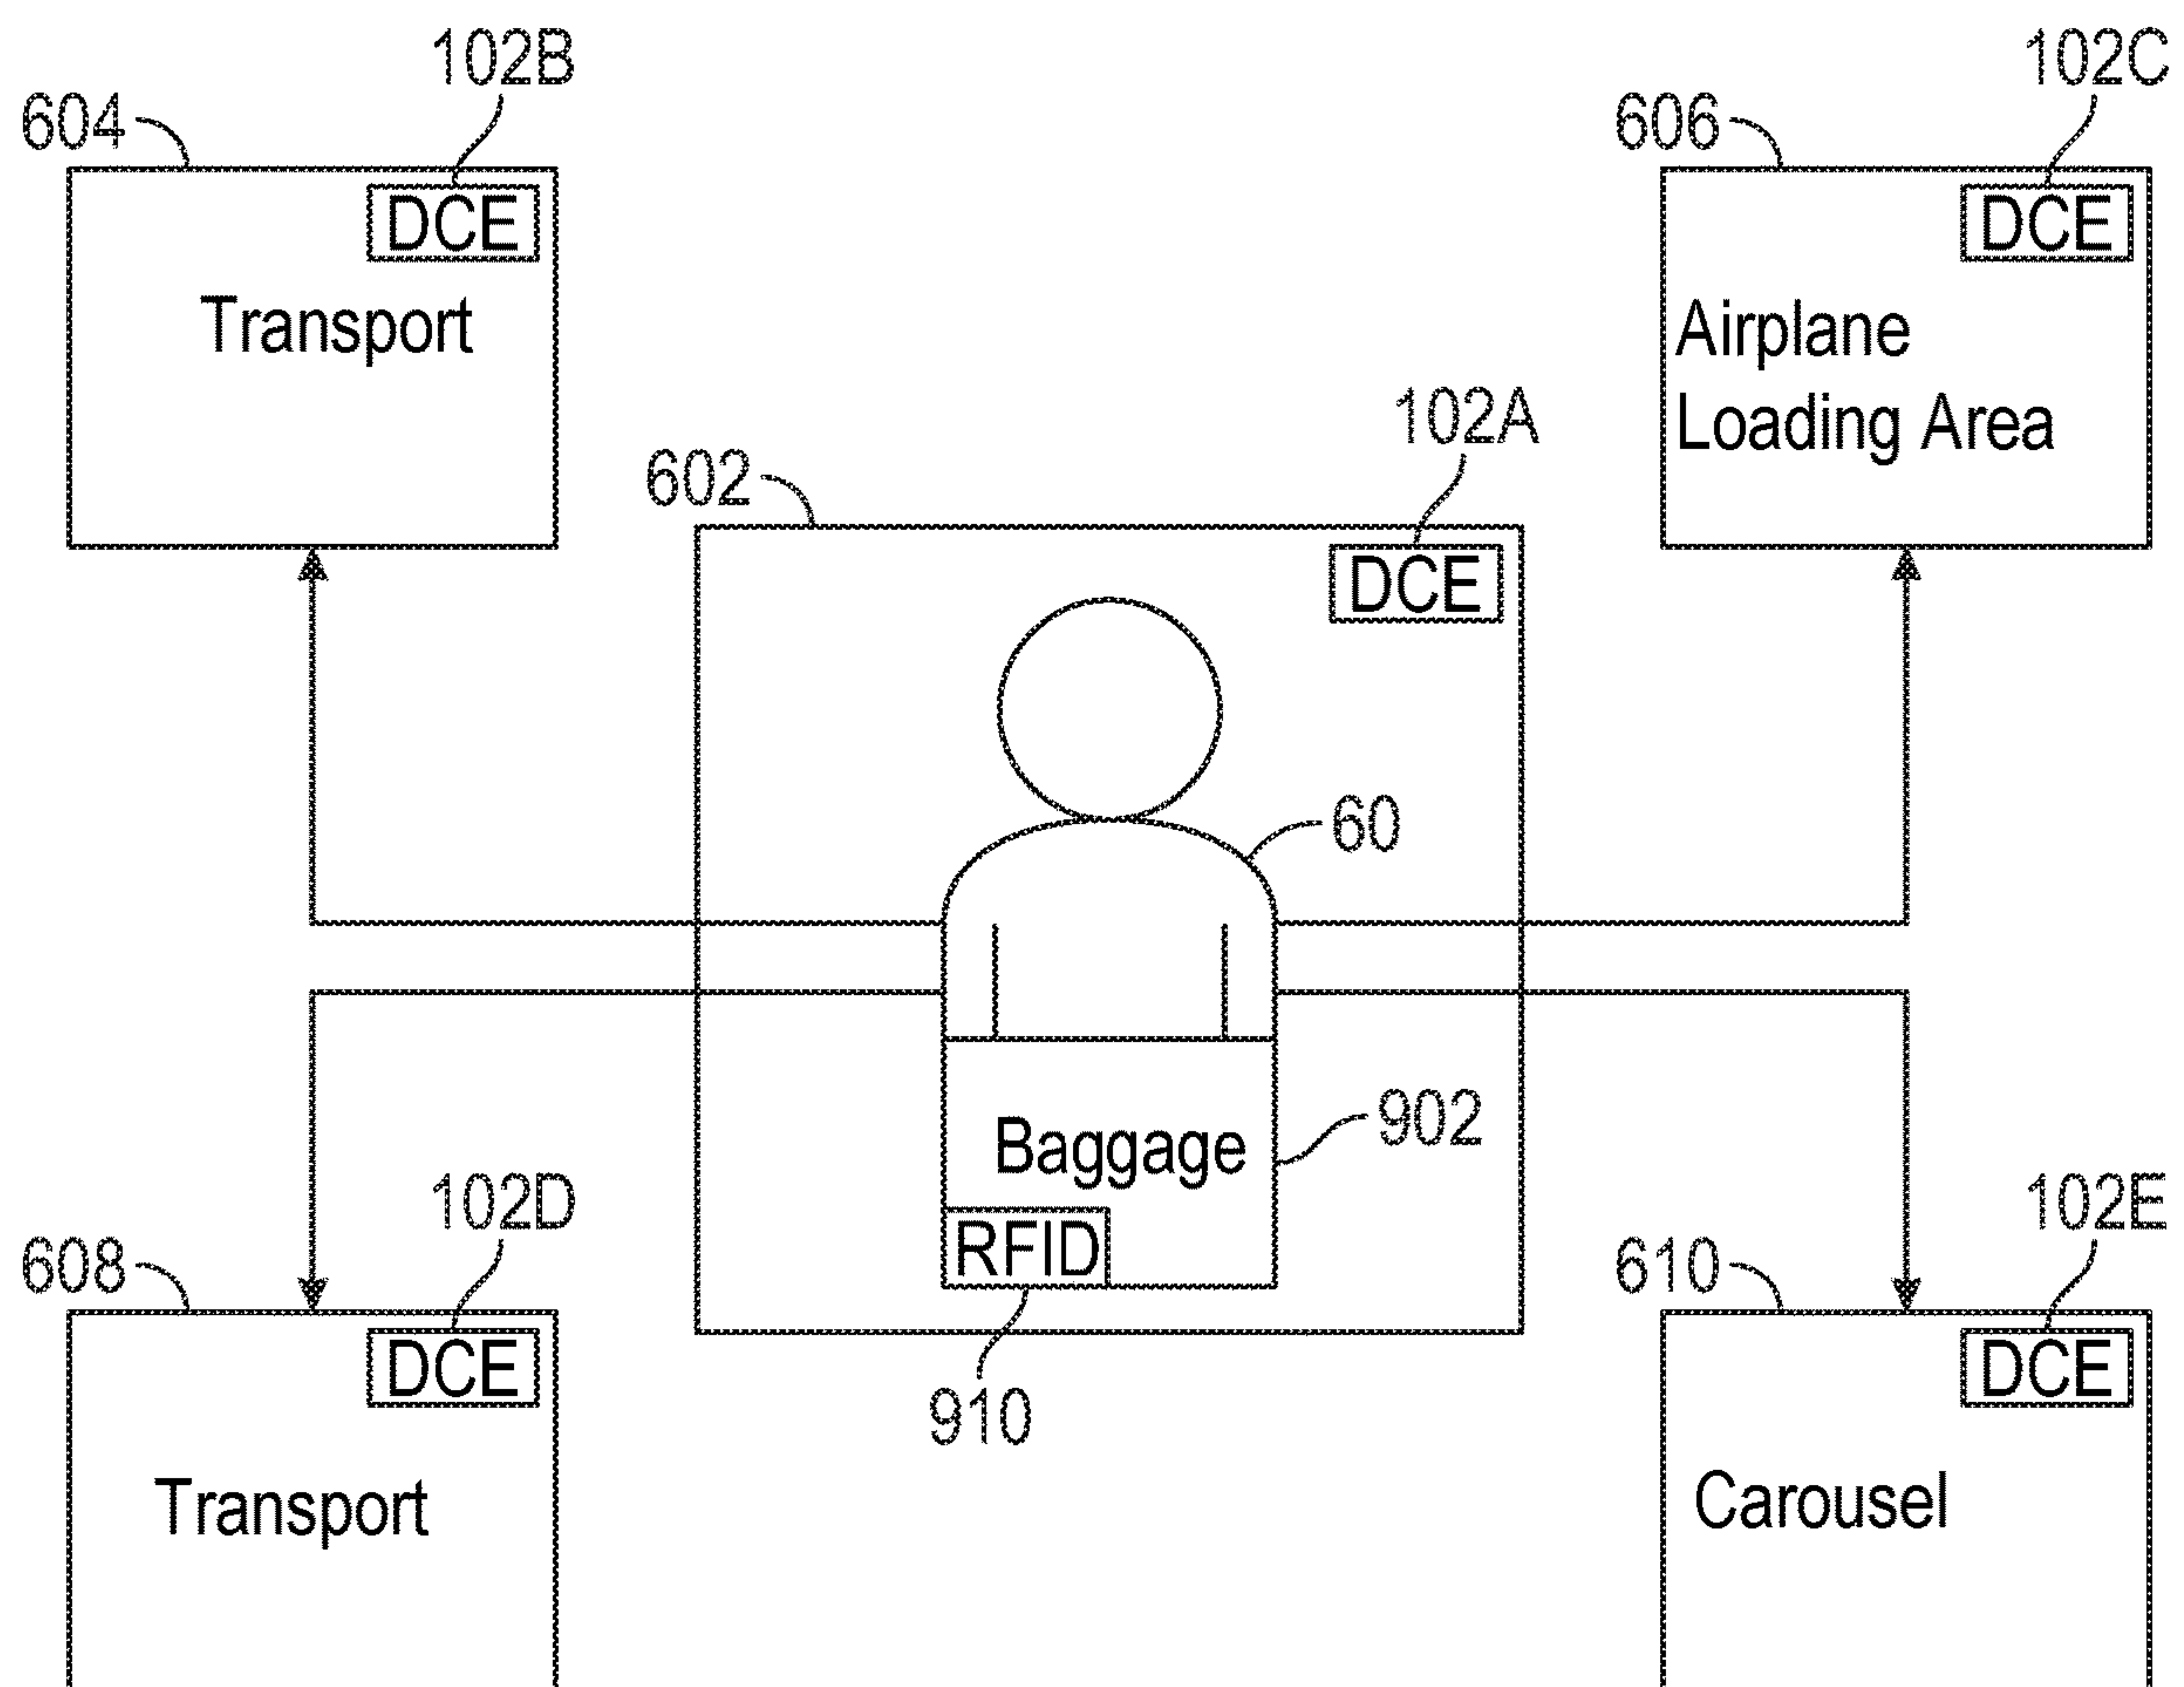 102B
604
DCE
Transport
102C
606
DCE
Airplane
Loading Area
102A
602
DCE
60
Baggage
902
RFID
910
102D
608
DCE
Transport
102E
610
DCE
Carousel